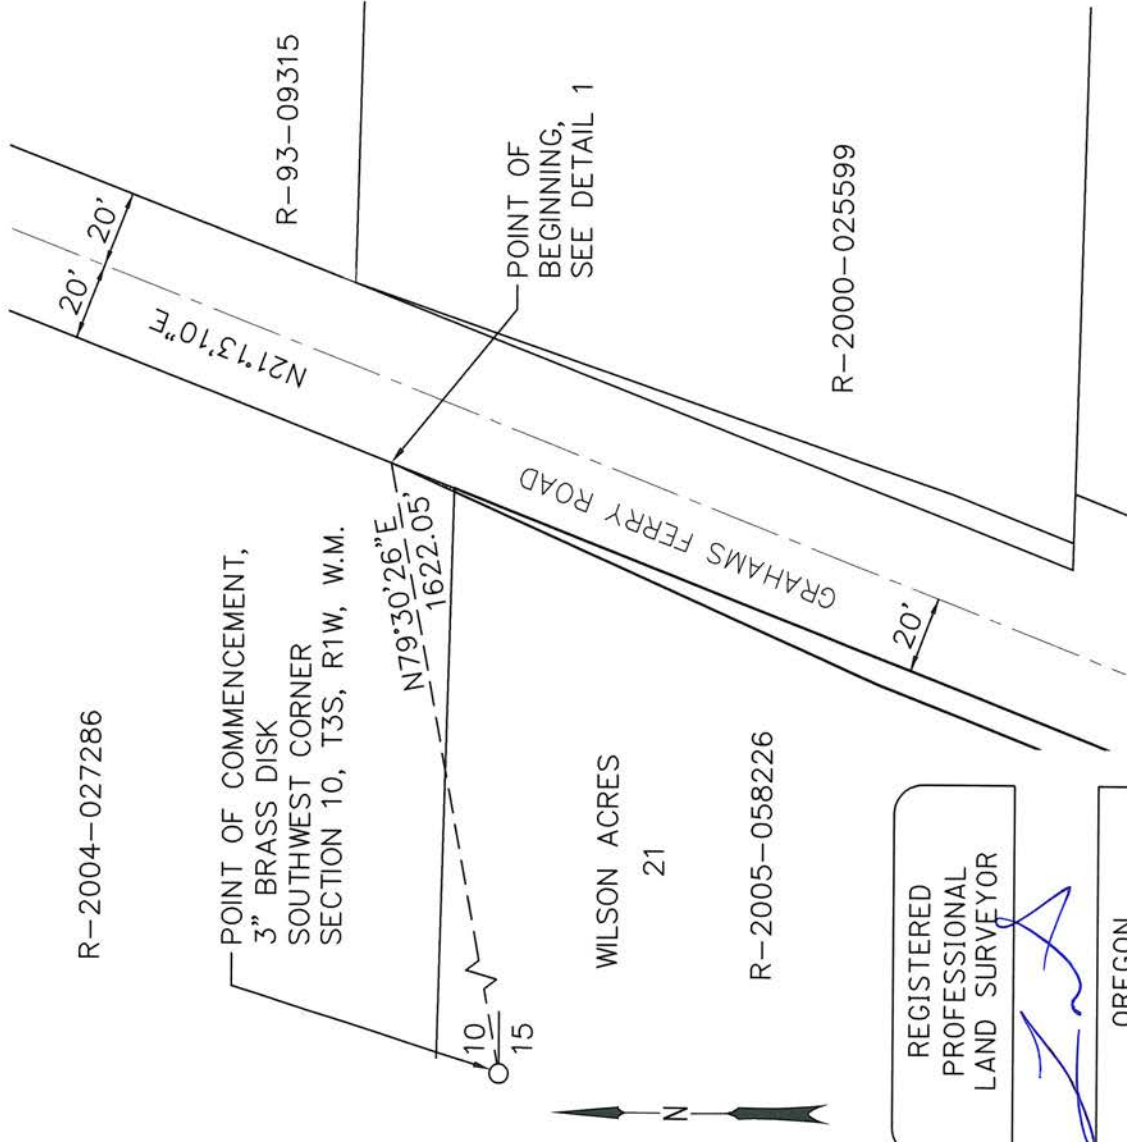 R-93-09315
20'
20'
N21°13'10"E
POINT OF
BEGINNING,
SEE DETAIL 1
R-2000-025599
R-2004-027286
POINT OF COMMENCEMENT,
3" BRASS DISK
SOUTHWEST CORNER
SECTION 10, T3S, R1W, W.M.
N79°30'26"E
1622.05'
GRAHAMS FERRY ROAD
20'
10
15
WILSON ACRES
21
R-2005-058226
N
REGISTERED
PROFESSIONAL
LAND SURVEYOR
OREGON